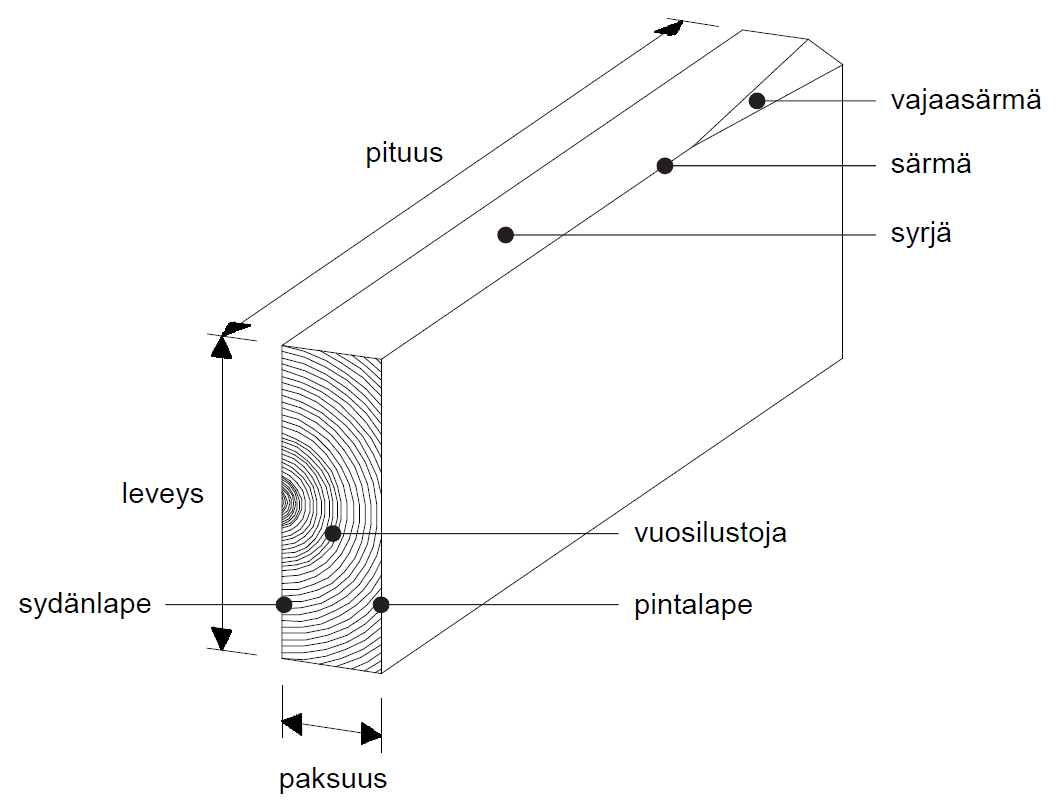 vajaasärmä
pituus
särmä
syrjä
leveys
vuosilustoja
sydänlape
pintalape
paksuus